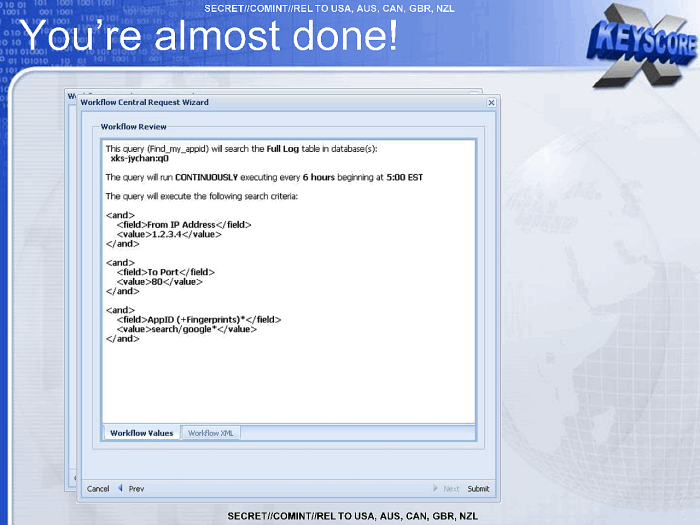 SECRET//COMINT//REL TO USA, AUS, CAN, GBR, NZL
You're almost done!
X KEYSCORE
Workflow Central Request Wizard
Workflow Review
This query (Find_my_appid) will search the Full Log table in database(s):
xks-jychan:q0
The query will run CONTINUOUSLY executing every 6 hours beginning at 5:00 EST
The query will execute the following search criteria:
<and>
<field>From IP Address</field>
<value>1.2.3.4</value>
</and>
<and>
<field>To Port</field>
<value>80</value>
</and>
<and>
<field>AppID (+Fingerprints)*</field>
<value>search/google*</value>
</and>
Workflow Values Workflow XML
Cancel Prev Next Submit
SECRET//COMINT//REL TO USA, AUS, CAN, GBR, NZL